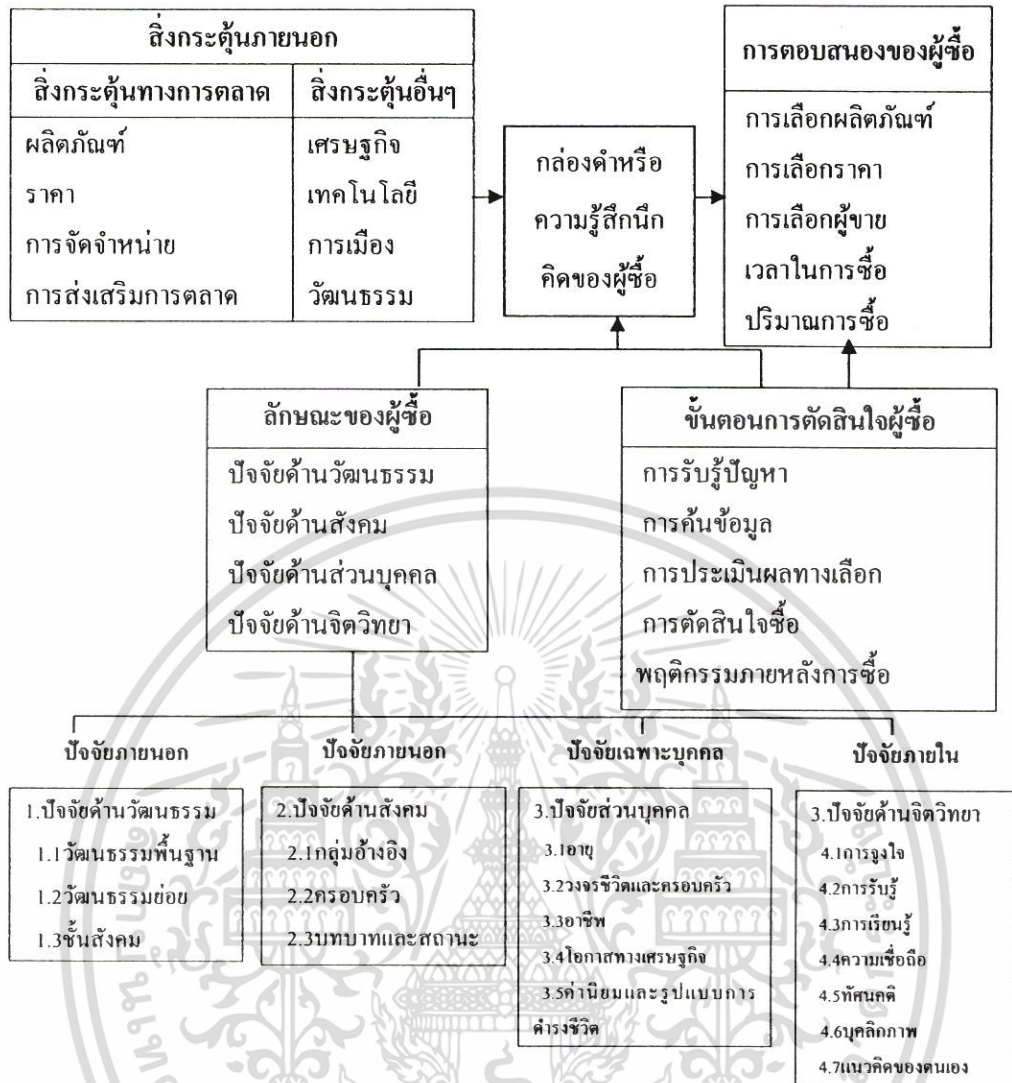 สิ่งกระตุ้นภายนอก
สิ่งกระตุ้นทางการตลาด
ผลิตภัณฑ์
ราคา
การจัดจำหน่าย
การส่งเสริมการตลาด
สิ่งกระตุ้นอื่นๆ
เศรษฐกิจ
เทคโนโลยี
การเมือง
วัฒนธรรม
กล่องดำหรือ
ความรู้สึกนึก
คิดของผู้ซื้อ
การตอบสนองของผู้ซื้อ
การเลือกผลิตภัณฑ์
การเลือกราคา
การเลือกผู้ขาย
เวลาในการซื้อ
ปริมาณการซื้อ
ลักษณะของผู้ซื้อ
ปัจจัยด้านวัฒนธรรม
ปัจจัยด้านสังคม
ปัจจัยด้านส่วนบุคคล
ปัจจัยด้านจิตวิทยา
ขั้นตอนการตัดสินใจผู้ซื้อ
การรับรู้ปัญหา
การค้นข้อมูล
การประเมินผลทางเลือก
การตัดสินใจซื้อ
พฤติกรรมภายหลังการซื้อ
ปัจจัยภายนอก
1.ปัจจัยด้านวัฒนธรรม
1.1วัฒนธรรมพื้นฐาน
1.2วัฒนธรรมย่อย
1.3ชั้นสังคม
ปัจจัยภายนอก
2.ปัจจัยด้านสังคม
2.1กลุ่มอ้างอิง
2.2ครอบครัว
2.3บทบาทและสถานะ
ปัจจัยเฉพาะบุคคล
3.ปัจจัยส่วนบุคคล
3.1อายุ
3.2วงจรชีวิตและครอบครัว
3.3อาชีพ
3.4โอกาสทางเศรษฐกิจ
3.5ค่านิยมและรูปแบบการ
ดำรงชีวิต
ปัจจัยภายใน
3.ปัจจัยด้านจิตวิทยา
4.1การจูงใจ
4.2การรับรู้
4.3การเรียนรู้
4.4ความเชื่อถือ
4.5ทัศนคติ
4.6บุคลิกภาพ
4.7แนวคิดของตนเอง